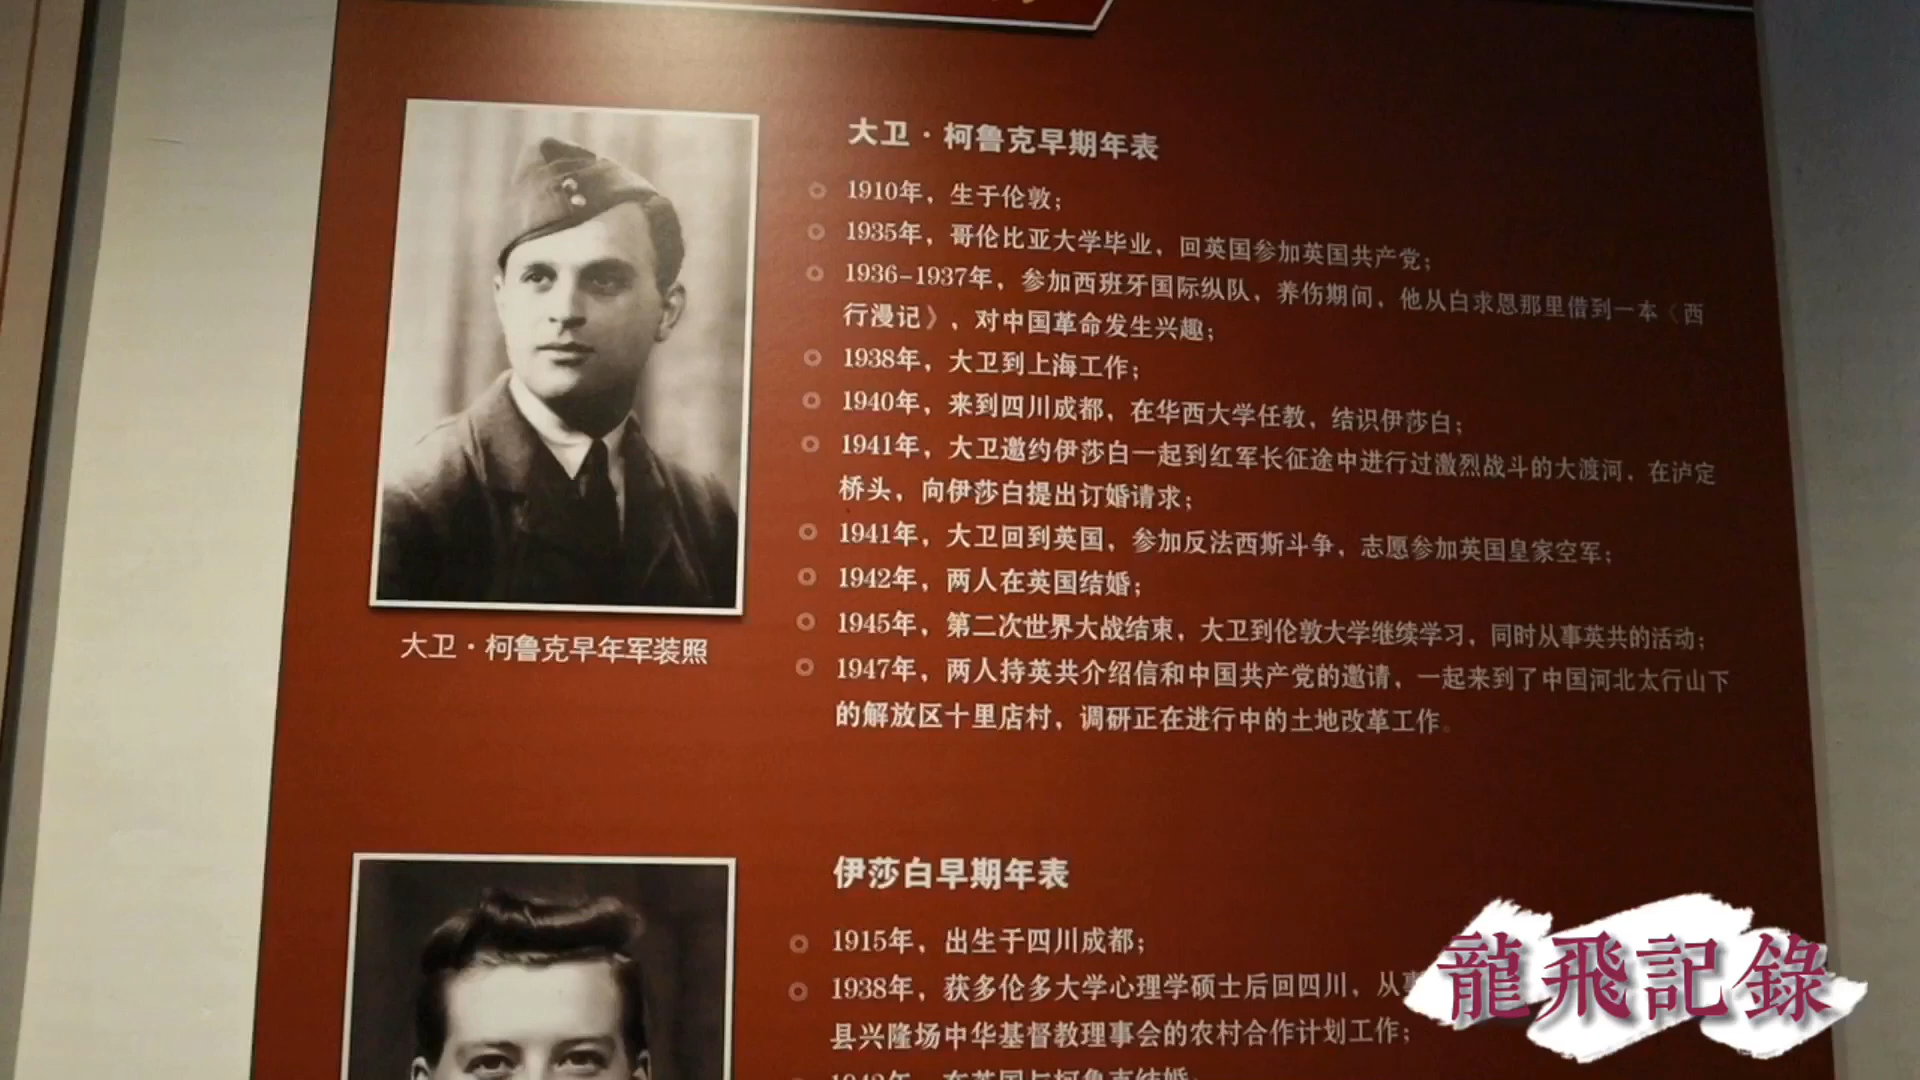 大卫·柯鲁克早期年表
1910年，生于伦敦；
1935年，哥伦比亚大学毕业，回英国参加英国共产党；
1936-1937年，参加西班牙国际纵队，养伤期间，他从白求恩那里借到一本《西
行漫记》，对中国革命发生兴趣；
1938年，大卫到上海工作；
1940年，来到四川成都，在华西大学任教，结识伊莎白；
1941年，大卫邀约伊莎白一起到红军长征途中进行过激烈战斗的大渡河，在泸定
桥头，向伊莎白提出订婚请求；
1941年，大卫回到英国，参加反法西斯斗争，志愿参加英国皇家空军；
1942年，两人在英国结婚；
1945年，第二次世界大战结束，大卫到伦敦大学继续学习，同时从事英共的活动；
1947年，两人持英共介绍信和中国共产党的邀请，一起来到了中国河北太行山下
的解放区十里店村，调研正在进行中的土地改革工作。
大卫·柯鲁克早年军装照
伊莎白早期年表
1915年，出生于四川成都；
1938年，获多伦多大学心理学硕士后回四川，从事
县兴隆场中华基督教理事会的农村合作计划工作；
1942年，在英国与柯鲁克结婚；
龍飛記錄